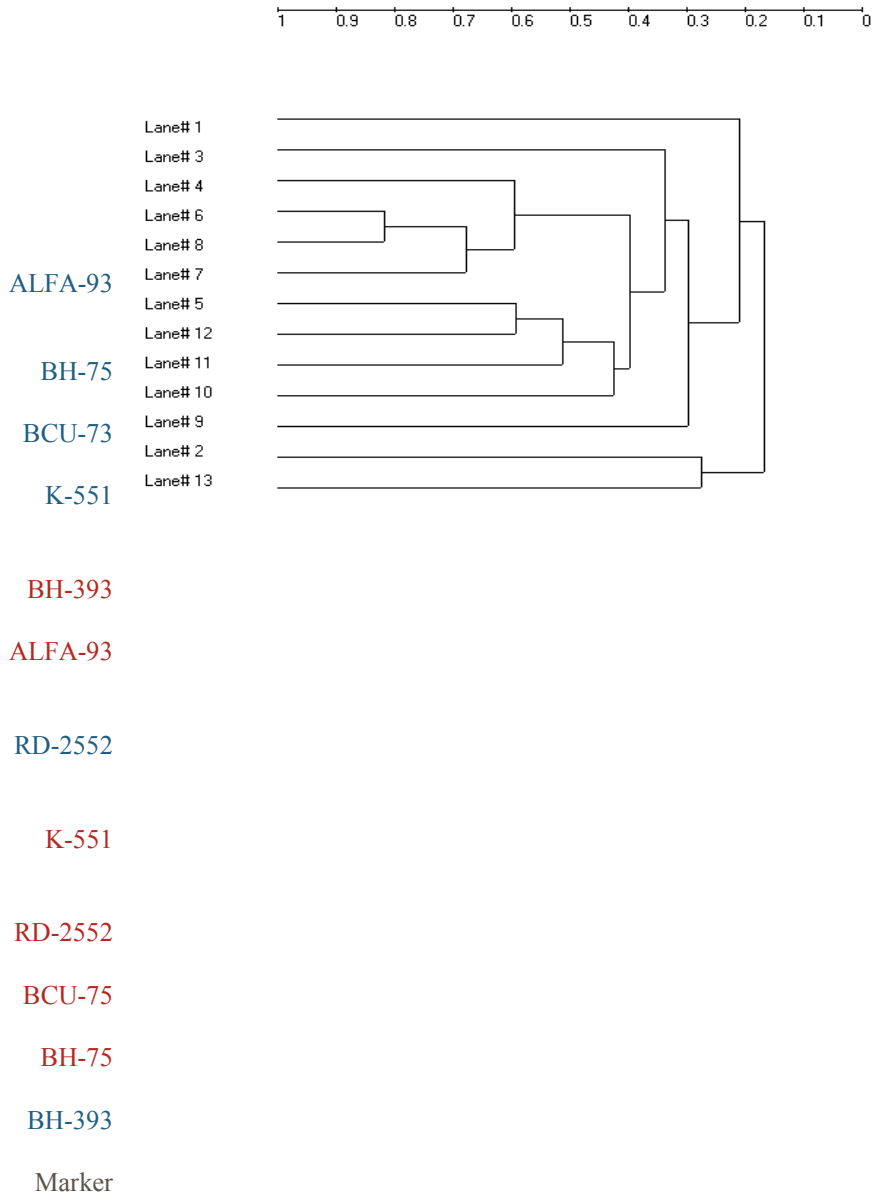 1 0.9 0.8 0.7 0.6 0.5 0.4 0.3 0.2 0.1 0
Lane# 1
Lane# 3
Lane# 4
Lane# 6
Lane# 8
Lane# 7
Lane# 5
Lane# 12
Lane# 11
Lane# 10
Lane# 9
Lane# 2
Lane# 13
ALFA-93
BH-75
BCU-73
K-551
BH-393
ALFA-93
RD-2552
K-551
RD-2552
BCU-75
BH-75
BH-393
Marker